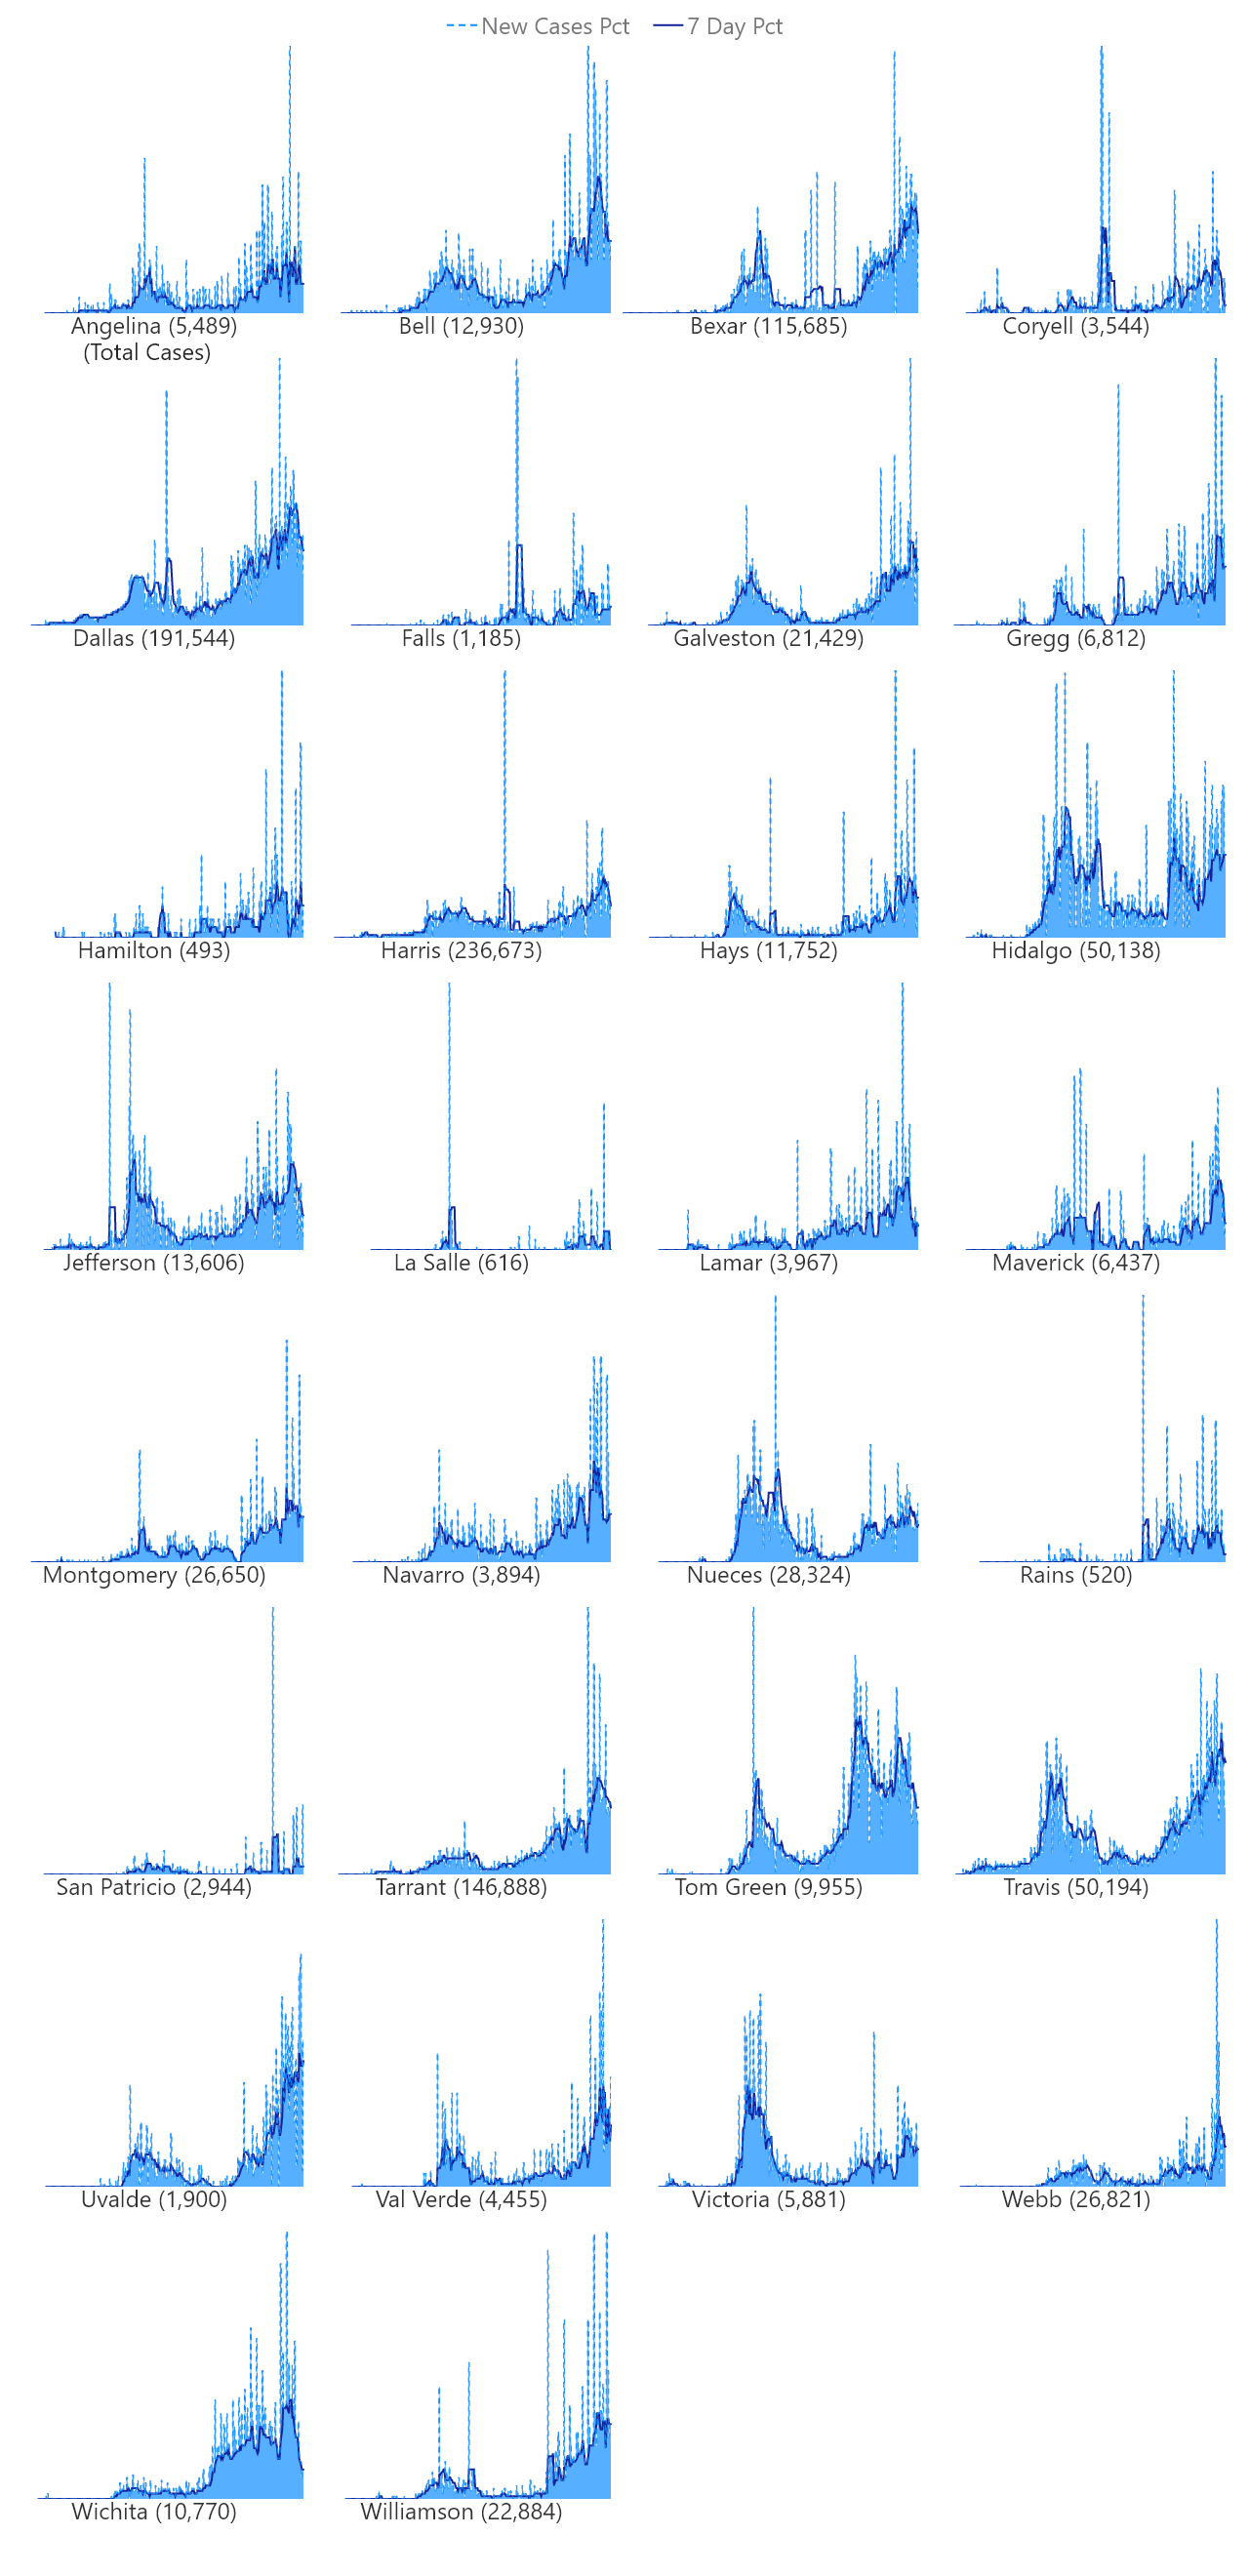 New Cases Pct 7 Day Pct
Angelina (5,489) Bell (12,930) Bexar (115,685) Coryell (3,544)
(Total Cases)
Dallas (191,544) Falls (1,185) Galveston (21,429) Gregg (6,812)
Hamilton (493) Harris (236,673) Hays (11,752) Hidalgo (50,138)
Jefferson (13,606) La Salle (616) Lamar (3,967) Maverick (6,437)
Montgomery (26,650) Navarro (3,894) Nueces (28,324) Rains (520)
San Patricio (2,944) Tarrant (146,888) Tom Green (9,955) Travis (50,194)
Uvalde (1,900) Val Verde (4,455) Victoria (5,881) Webb (26,821)
Wichita (10,770) Williamson (22,884)